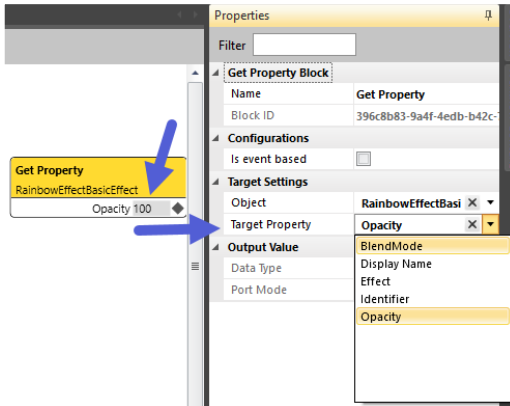 Properties
Filter
Get Property Block
Name Get Property
Block ID 396c8b83-9a4f-4edb-b42c-
Configurations
Is event based
Target Settings
Object RainbowEffectBasi
Target Property Opacity
Output Value
Data Type
Port Mode
BlendMode
Display Name
Effect
Identifier
Opacity
Get Property
RainbowEffectBasicEffect
Opacity 100